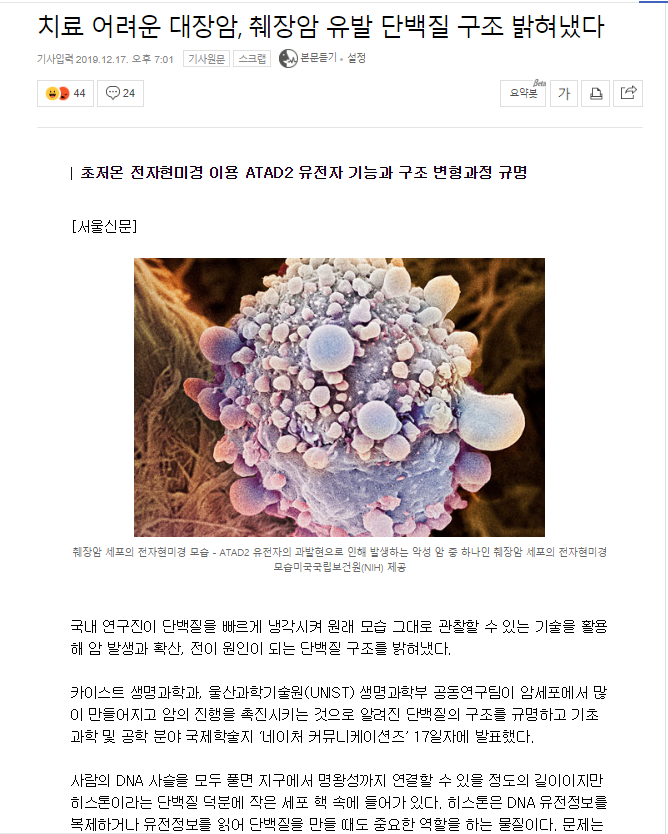 치료 어려운 대장암, 췌장암 유발 단백질 구조 밝혀냈다
기사입력 2019.12.17. 오후 7:01 기사원문 스크랩 본문듣기 · 설정
44 24 요약봇 Beta 가
| 초저온 전자현미경 이용 ATAD2 유전자 기능과 구조 변형과정 규명
[서울신문]
췌장암 세포의 전자현미경 모습 - ATAD2 유전자의 과발현으로 인해 발생하는 악성 암 중 하나인 췌장암 세포의 전자현미경
모습미국국립보건원(NIH) 제공
국내 연구진이 단백질을 빠르게 냉각시켜 원래 모습 그대로 관찰할 수 있는 기술을 활용
해 암 발생과 확산, 전이 원인이 되는 단백질 구조를 밝혀냈다.
카이스트 생명과학과, 울산과학기술원(UNIST) 생명과학부 공동연구팀이 암세포에서 많
이 만들어지고 암의 진행을 촉진시키는 것으로 알려진 단백질의 구조를 규명하고 기초
과학 및 공학 분야 국제학술지 ‘네이처 커뮤니케이션즈’ 17일자에 발표했다.
사람의 DNA 사슬을 모두 풀면 지구에서 명왕성까지 연결할 수 있을 정도의 길이이지만
히스톤이라는 단백질 덕분에 작은 세포 핵 속에 들어가 있다. 히스톤은 DNA 유전정보를
복제하거나 유전정보를 읽어 단백질을 만들 때도 중요한 역할을 하는 물질이다. 문제는